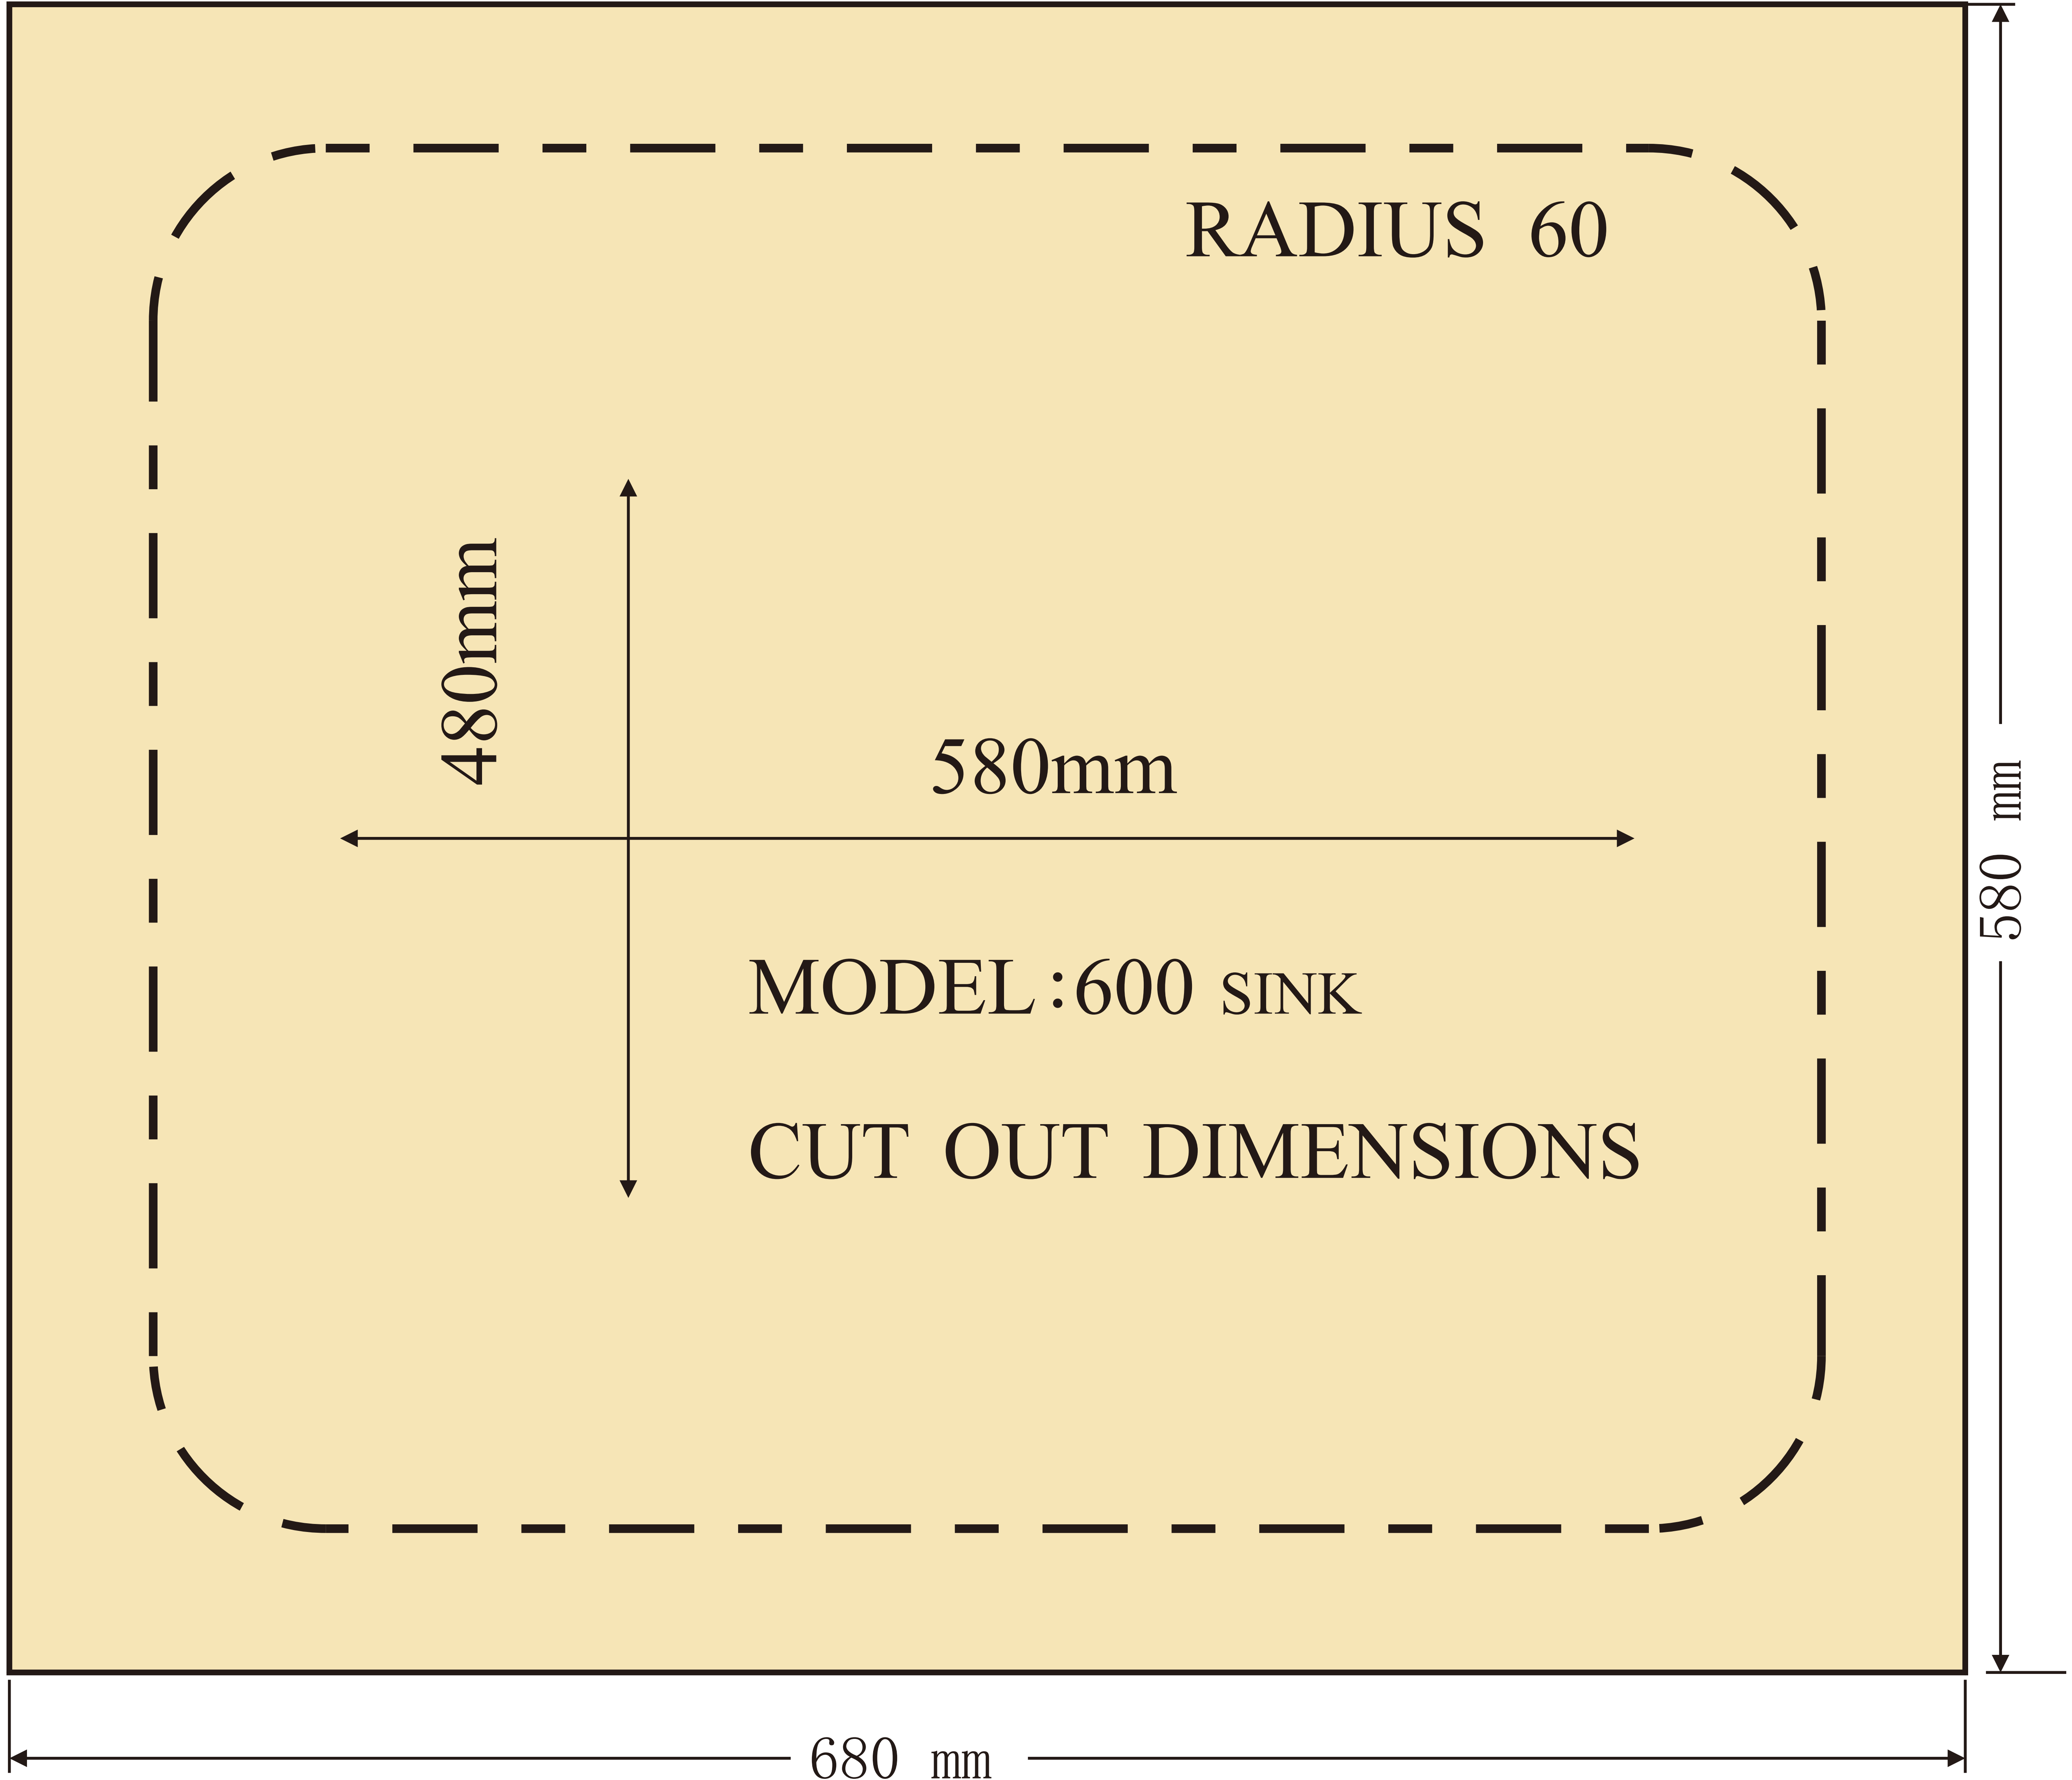 RADIUS 60
480mm
580mm
580 mm
MODEL:600 SINK
CUT OUT DIMENSIONS
680 mm